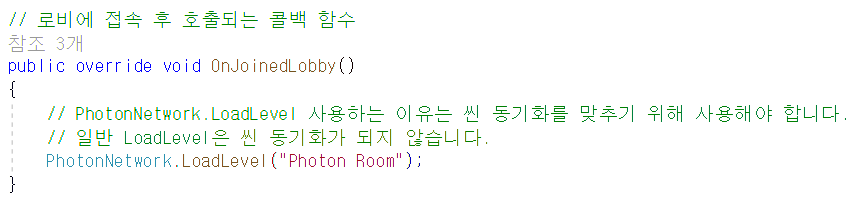 // 로비에 접속 후 호출되는 콜백 함수
참조 3개
public override void OnJoinedLobby()
{
// PhotonNetwork.LoadLevel 사용하는 이유는 씬 동기화를 맞추기 위해 사용해야 합니다.
// 일반 LoadLevel은 씬 동기화가 되지 않습니다.
PhotonNetwork.LoadLevel("Photon Room");
}